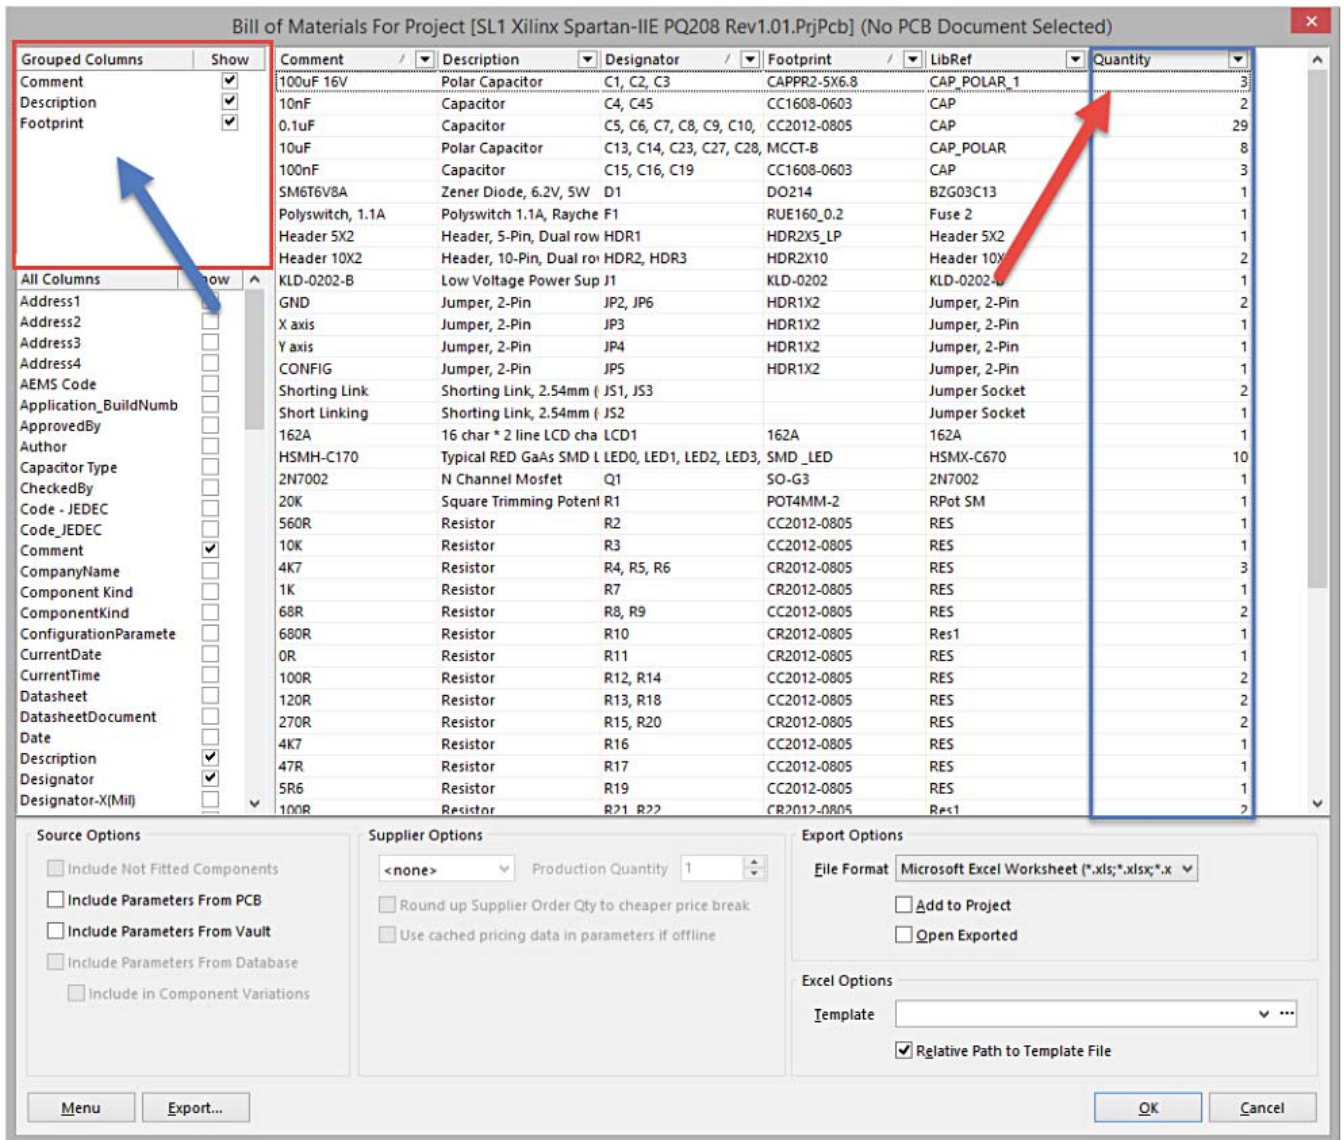 Bill of Materials For Project [SL1 Xilinx Spartan-IIE PQ208 Rev1.01.PrjPcb] (No PCB Document Selected)
Grouped Columns Show
Comment
Description
Footprint
All Columns
Address1
Address2
Address3
Address4
AEMS Code
Application_BuildNumb
ApprovedBy
Author
Capacitor Type
CheckedBy
Code - JEDEC
Code_JEDEC
Comment
CompanyName
Component Kind
ComponentKind
ConfigurationParamete
CurrentDate
CurrentTime
Datasheet
DatasheetDocument
Date
Description
Designator
Designator-X(Mil)
Comment Description Designator Footprint LibRef Quantity
100uF 16V Polar Capacitor C1, C2, C3 CAPPR2-5X6.8 CAP_POLAR_1 3
10nF Capacitor C4, C45 CC1608-0603 CAP 2
0.1uF Capacitor C5, C6, C7, C8, C9, C10, CC2012-0805 CAP 29
10uF Polar Capacitor C13, C14, C23, C27, C28, MCCT-B CAP_POLAR 8
100nF Capacitor C15, C16, C19 CC1608-0603 CAP 3
SM6T6V8A Zener Diode, 6.2V, 5W D1 DO214 BZG03C13 1
Polyswitch, 1.1A Polyswitch 1.1A, Rayche F1 RUE160_0.2 Fuse 2 1
Header 5X2 Header, 5-Pin, Dual row HDR1 HDR2X5_LP Header 5X2 1
Header 10X2 Header, 10-Pin, Dual ro HDR2, HDR3 HDR2X10 Header 10X 2
KLD-0202-B Low Voltage Power Sup J1 KLD-0202 KLD-0202-B 1
GND Jumper, 2-Pin JP2, JP6 HDR1X2 Jumper, 2-Pin 2
X axis Jumper, 2-Pin JP3 HDR1X2 Jumper, 2-Pin 1
Y axis Jumper, 2-Pin JP4 HDR1X2 Jumper, 2-Pin 1
CONFIG Jumper, 2-Pin JP5 HDR1X2 Jumper, 2-Pin 1
Shorting Link Shorting Link, 2.54mm ( JS1, JS3 Jumper Socket 2
Short Linking Shorting Link, 2.54mm ( JS2 Jumper Socket 1
162A 16 char * 2 line LCD cha LCD1 162A 162A 1
HSMH-C170 Typical RED GaAs SMD L LED0, LED1, LED2, LED3, SMD _LED HSMX-C670 10
2N7002 N Channel Mosfet Q1 SO-G3 2N7002 1
20K Square Trimming Potent R1 POT4MM-2 RPot SM 1
560R Resistor R2 CC2012-0805 RES 1
10K Resistor R3 CC2012-0805 RES 1
4K7 Resistor R4, R5, R6 CR2012-0805 RES 3
1K Resistor R7 CR2012-0805 RES 1
68R Resistor R8, R9 CC2012-0805 RES 2
680R Resistor R10 CR2012-0805 Res1 1
0R Resistor R11 CR2012-0805 RES 1
100R Resistor R12, R14 CC2012-0805 RES 2
120R Resistor R13, R18 CC2012-0805 RES 2
270R Resistor R15, R20 CR2012-0805 RES 2
4K7 Resistor R16 CC2012-0805 RES 1
47R Resistor R17 CC2012-0805 RES 1
5R6 Resistor R19 CC2012-0805 RES 1
100R Resistor R21, R22 CR2012-0805 Res1 2
Source Options
Include Not Fitted Components
Include Parameters From PCB
Include Parameters From Vault
Include Parameters From Database
Include in Component Variations
Supplier Options
<none> Production Quantity 1
Round up Supplier Order Qty to cheaper price break
Use cached pricing data in parameters if offline
Export Options
File Format Microsoft Excel Worksheet (*.xls;*.xlsx;*.x
Add to Project
Open Exported
Excel Options
Template ...
Relative Path to Template File
Menu Export... OK Cancel